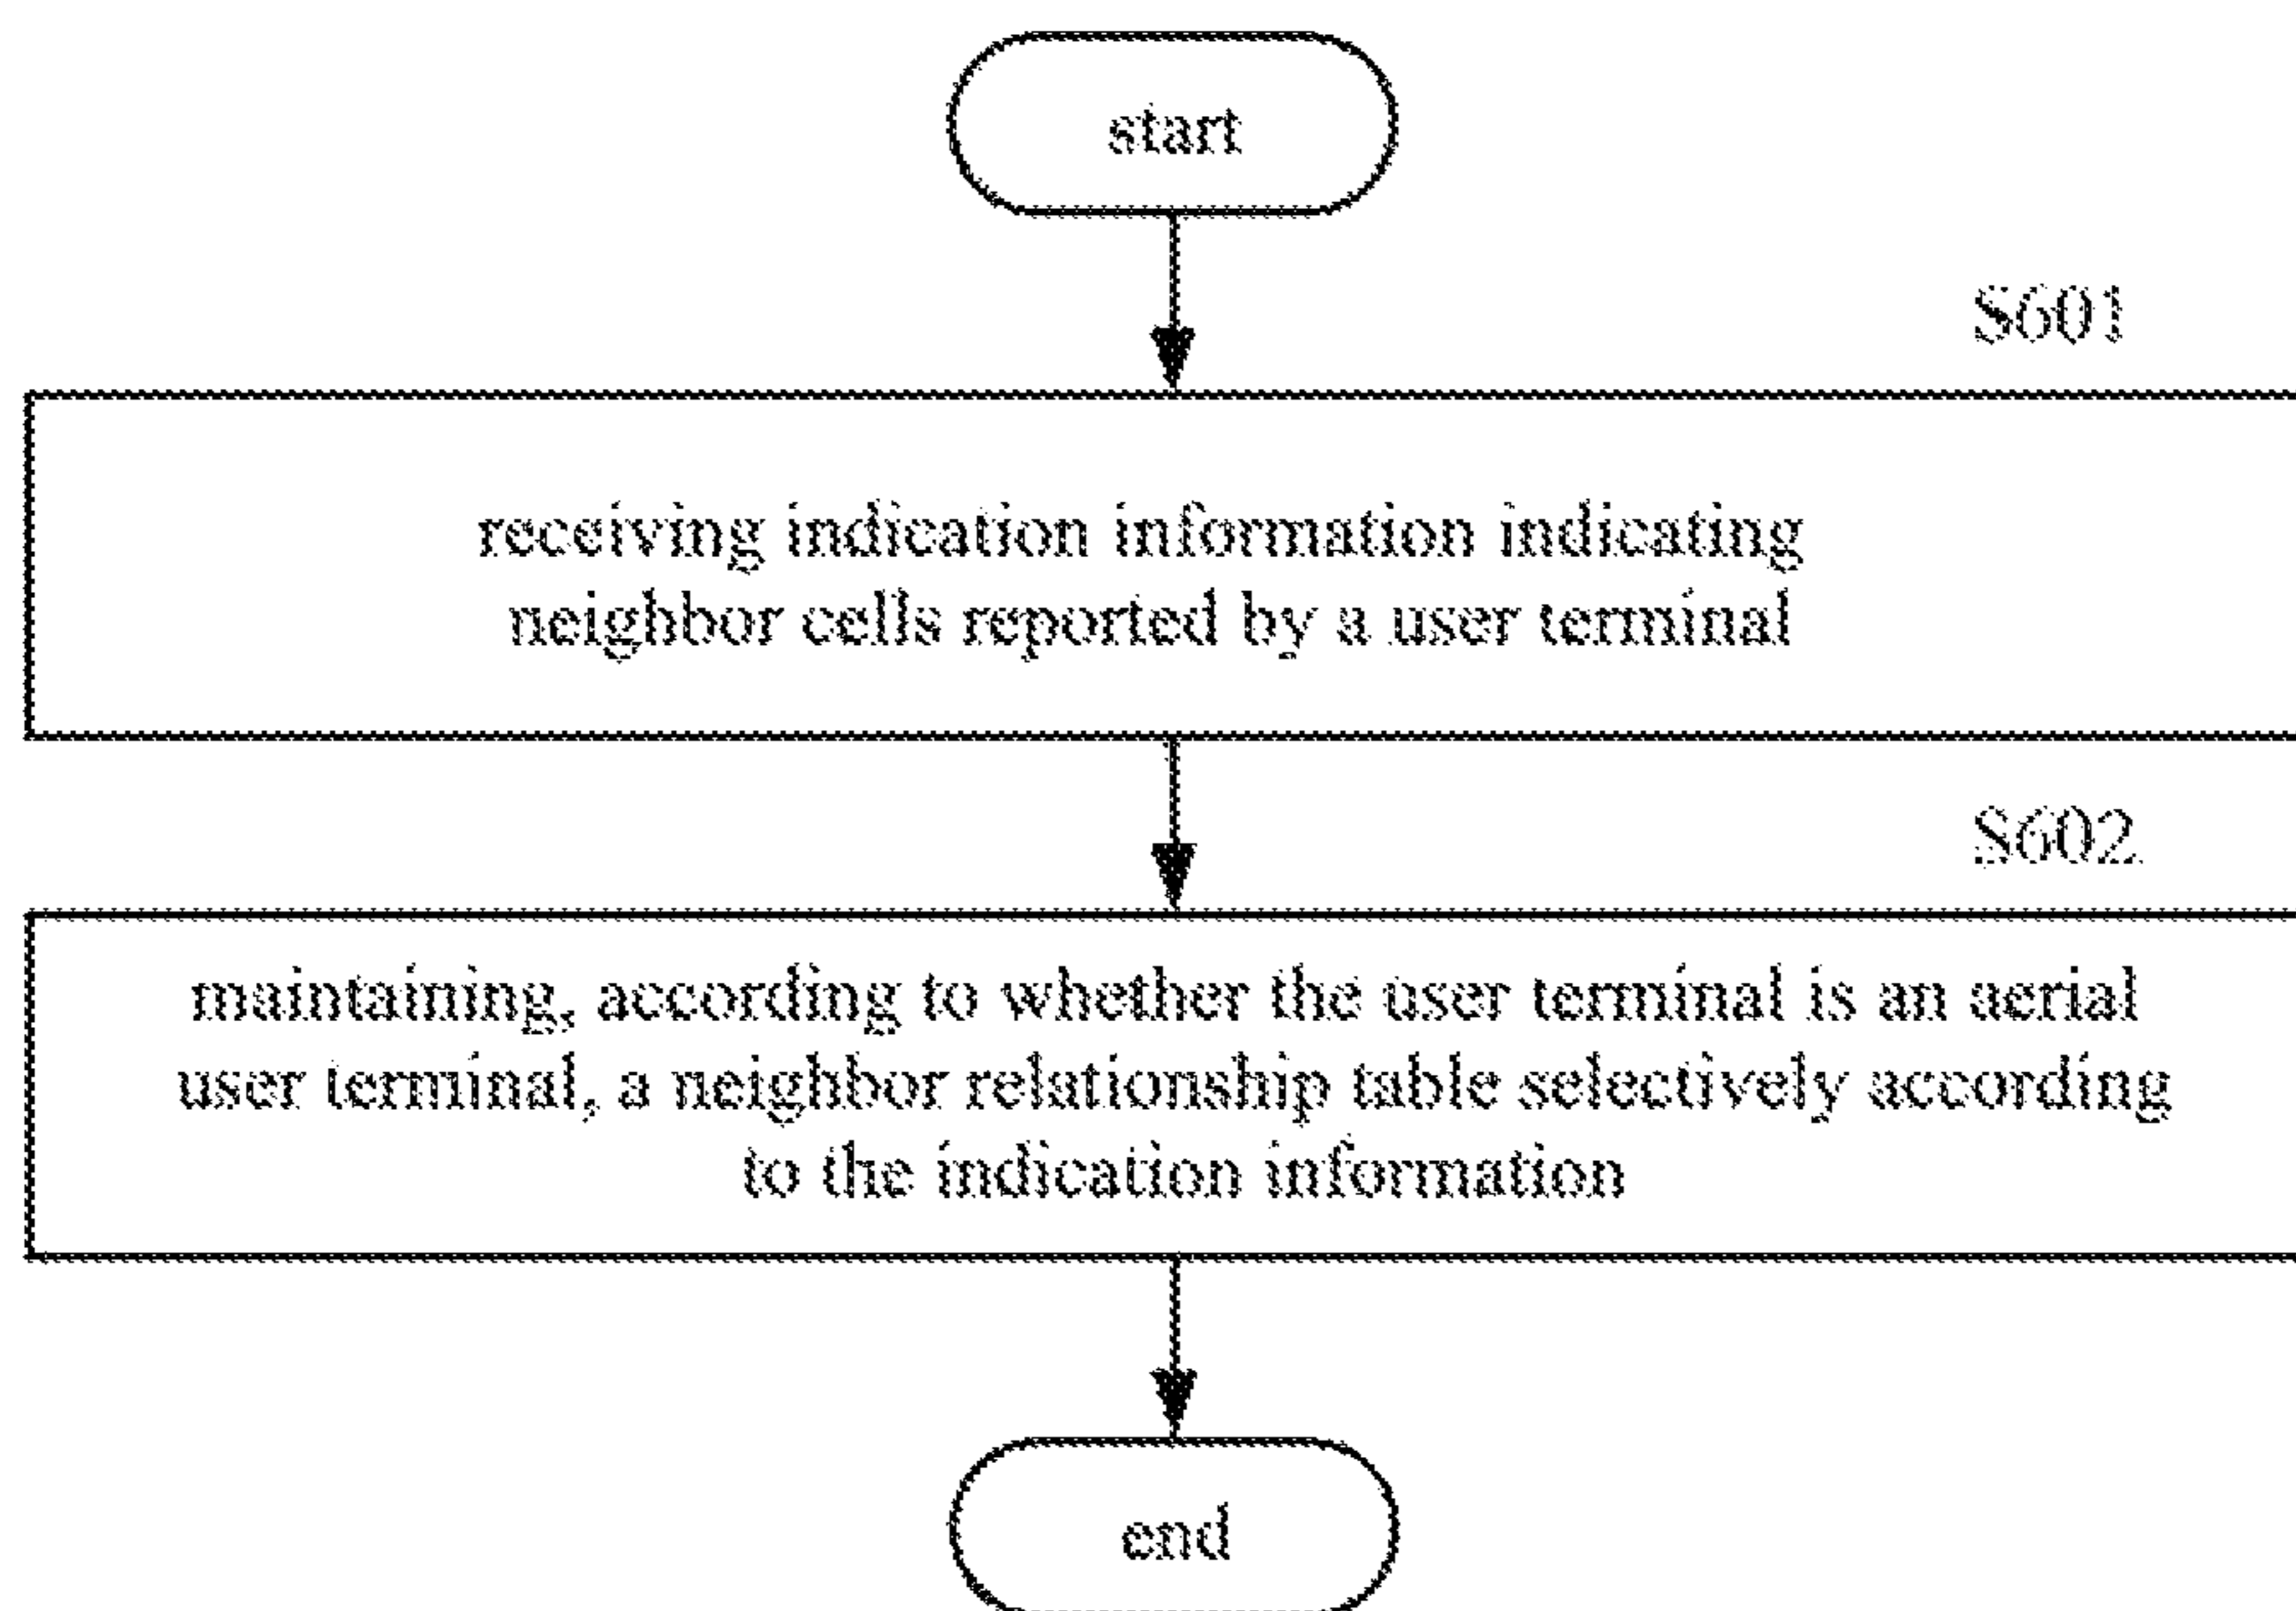 start
S601
receiving indication information indicating
neighbor cells reported by a user terminal
S602
maintaining, according to whether the user terminal is an aerial
user terminal, a neighbor relationship table selectively according
to the indication information
end